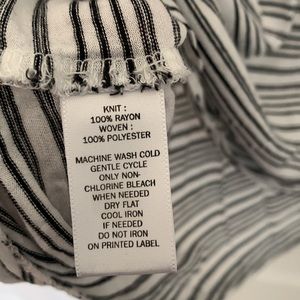 KNIT :
100% RAYON
WOVEN :
100% POLYESTER
MACHINE WASH COLD
GENTLE CYCLE
ONLY NON-
CHLORINE BLEACH
WHEN NEEDED
DRY FLAT
COOL IRON
IF NEEDED
DO NOT IRON
ON PRINTED LABEL